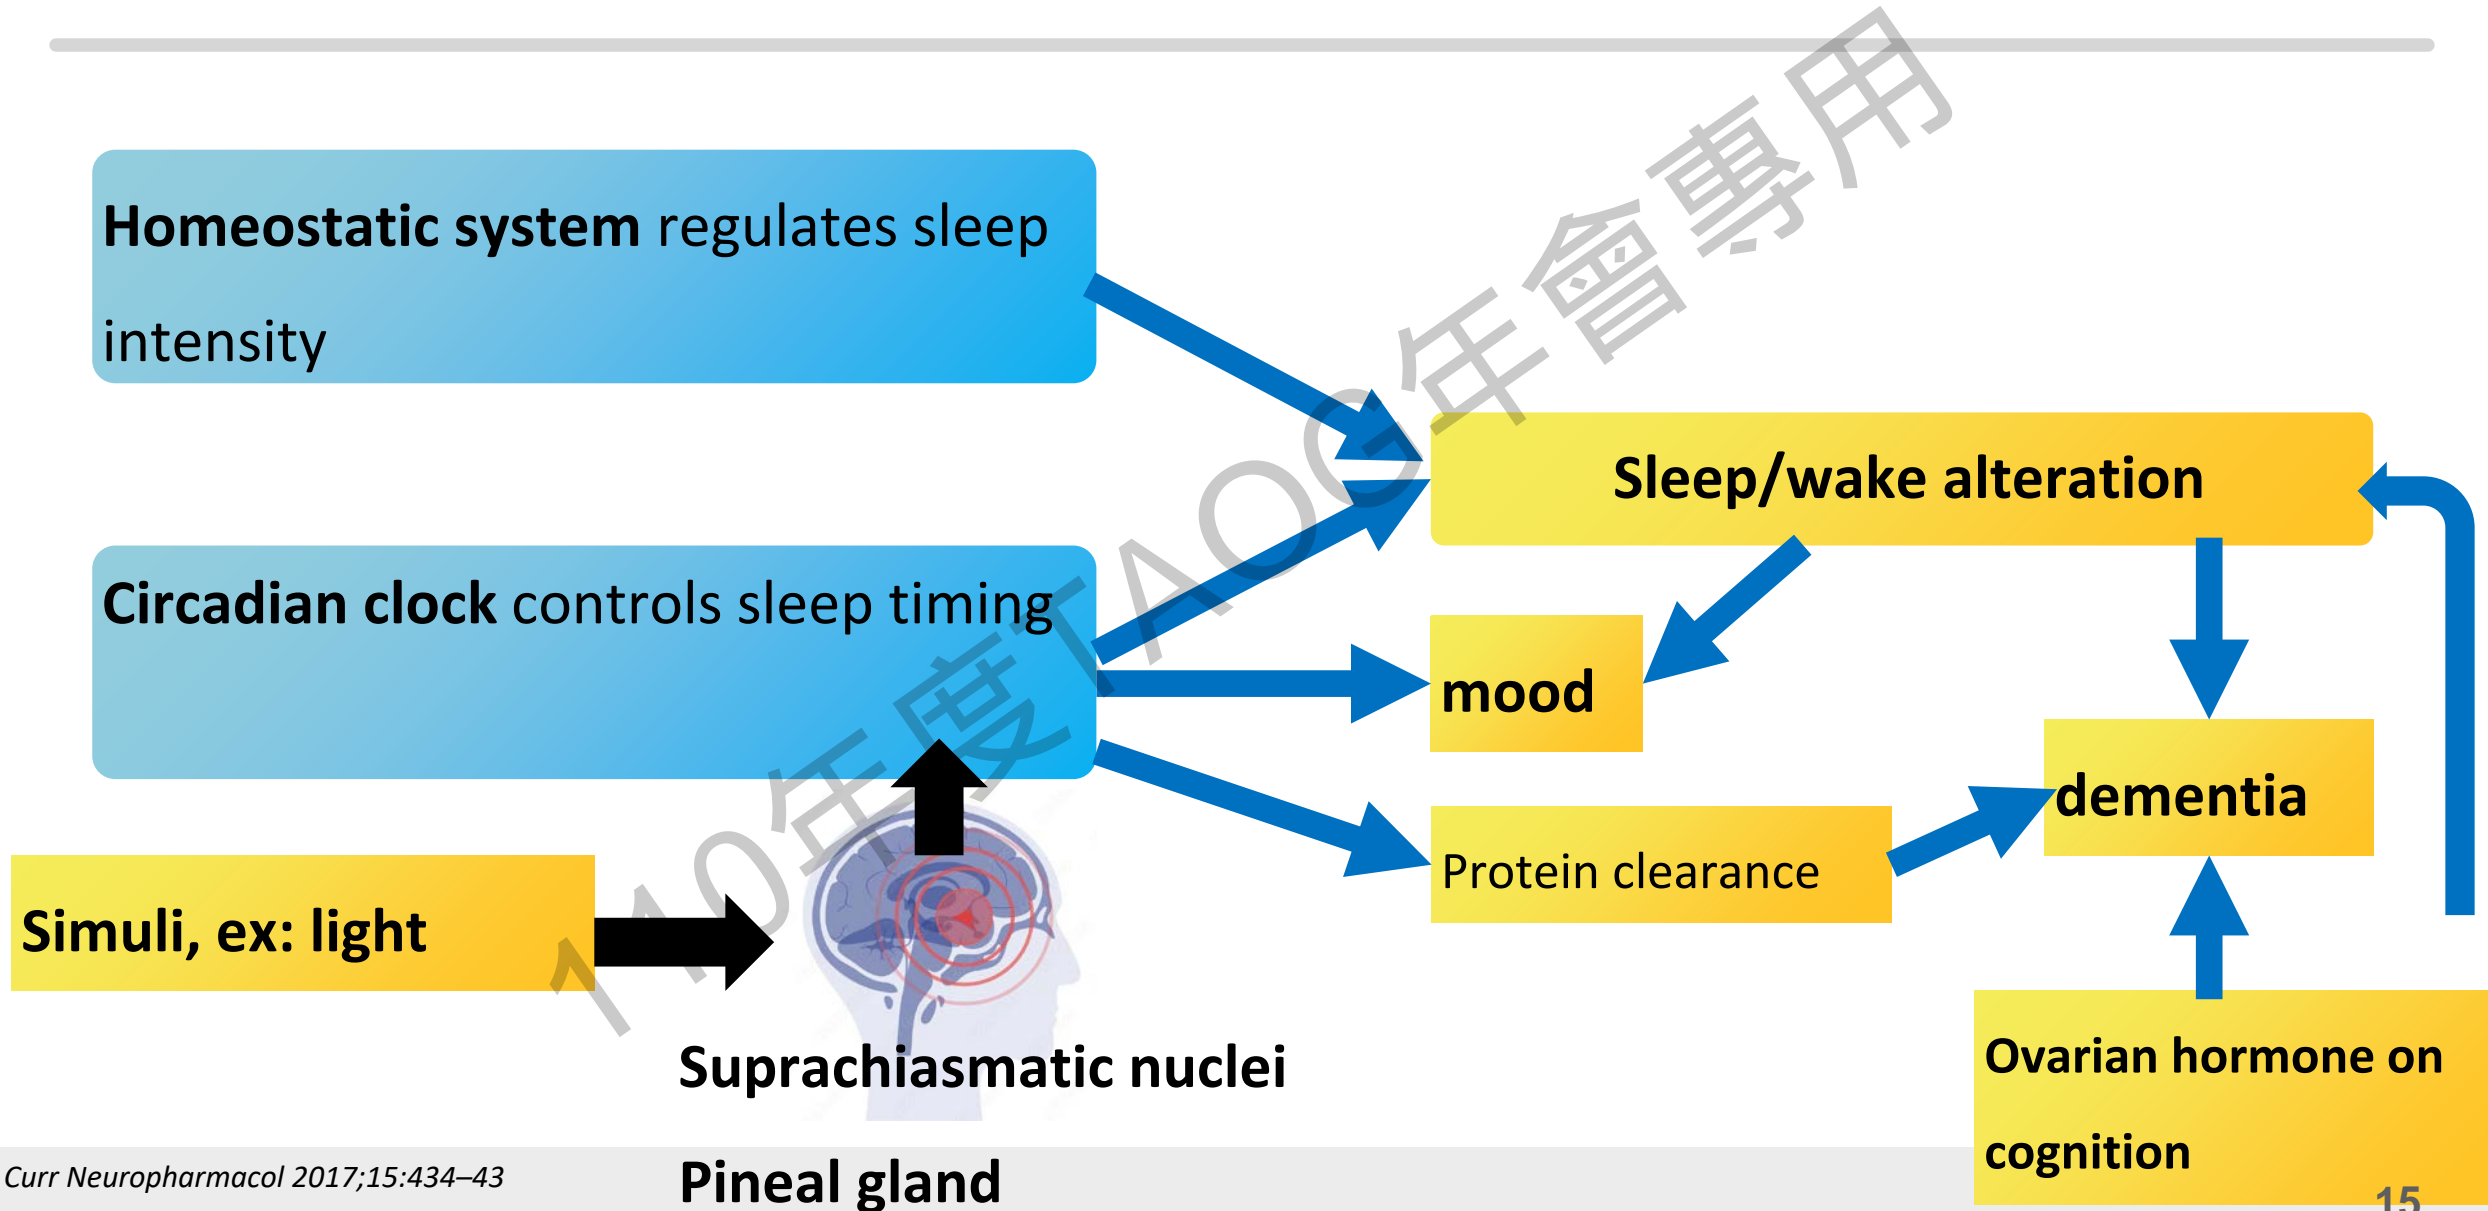 Homeostatic system regulates sleep
intensity
Sleep/wake alteration
Circadian clock controls sleep timing
mood
dementia
Protein clearance
Simuli, ex: light
Suprachiasmatic nuclei
Pineal gland
Ovarian hormone on
cognition
Curr Neuropharmacol 2017;15:434–43
15
110年度TAOG年會專用